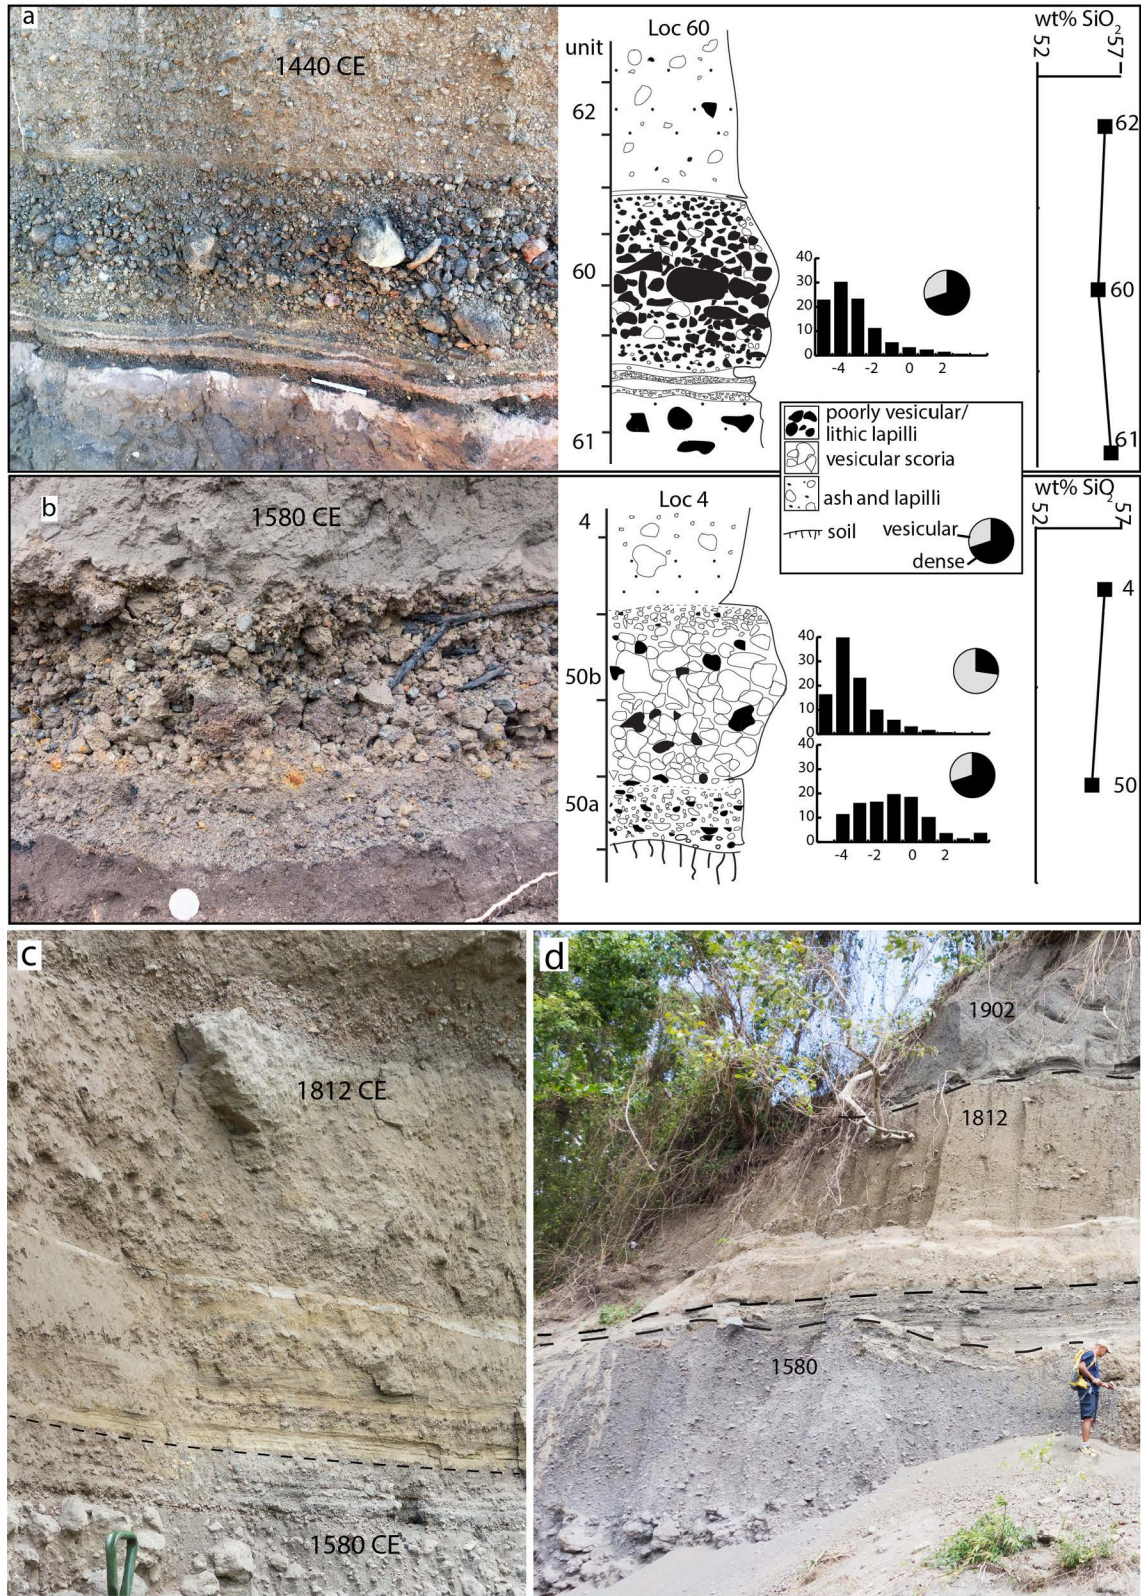 a
1440 CE
Loc 60
unit
62
60
61
40
30
20
10
-4 -2 0 2
wt% SiO2
52 57
62
60
61
poorly vesicular/
lithic lapilli
vesicular scoria
ash and lapilli
soil
vesicular
dense
b
1580 CE
Loc 4
4
50b
50a
40
30
20
10
40
30
20
10
0
-4 -2 0 2
wt% SiO2
52 57
4
50
c
1812 CE
1580 CE
d
1902
1812
1580